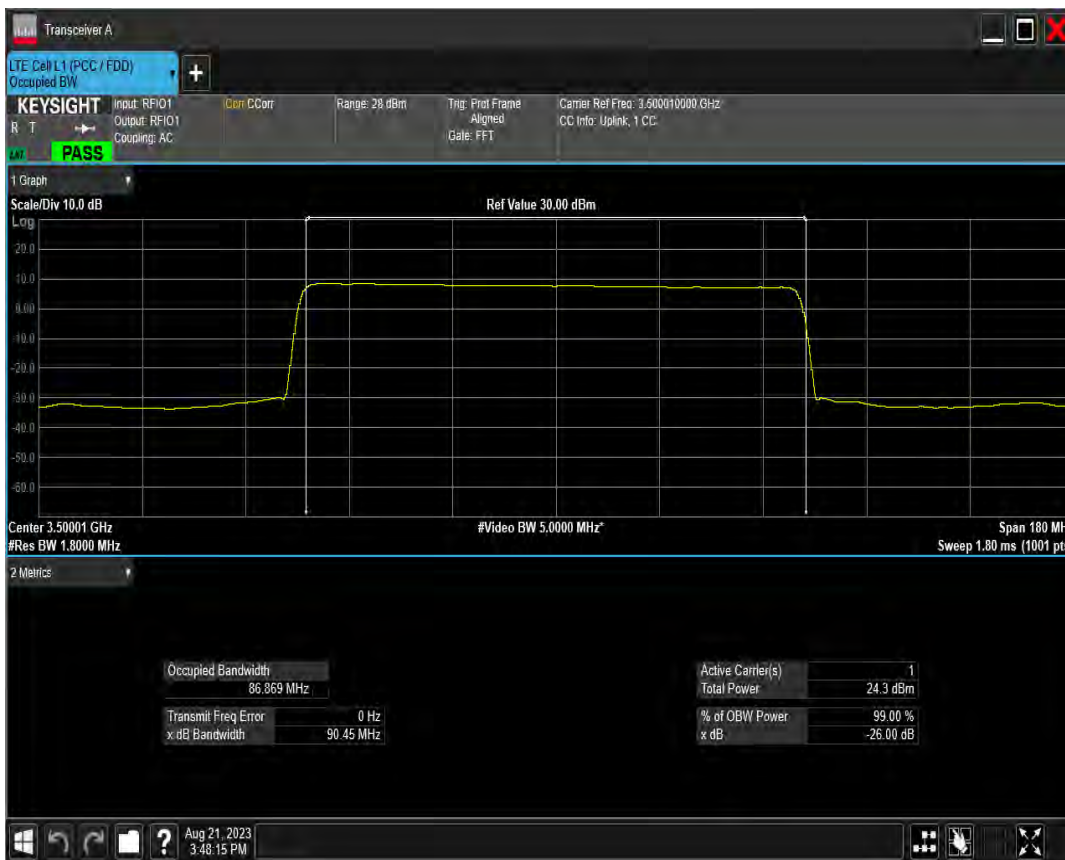 Transceiver A
LTE Cell L1 (PCC / FDD)
Occupied BW
KEYSIGHT
R T
PASS
Input: RFIO1
Output: RFIO1
Coupling: AC
Corr CCorr
Range: 28 dBm
Trig: Prot Frame
Aligned
Gate: FFT
Carrier Ref Freq: 3.500010000 GHz
CC Info: Uplink, 1 CC
1 Graph
Scale/Div 10.0 dB
Ref Value 30.00 dBm
Log
20.0
10.0
0.00
-10.0
-20.0
-30.0
-40.0
-50.0
-60.0
Center 3.50001 GHz
#Video BW 5.0000 MHz*
Span 180 MH
#Res BW 1.8000 MHz
Sweep 1.80 ms (1001 pts
2 Metrics
Occupied Bandwidth
86.869 MHz
Transmit Freq Error 0 Hz
x dB Bandwidth 90.45 MHz
Active Carrier(s) 1
Total Power 24.3 dBm
% of OBW Power 99.00 %
x dB -26.00 dB
Aug 21, 2023
3:48:15 PM